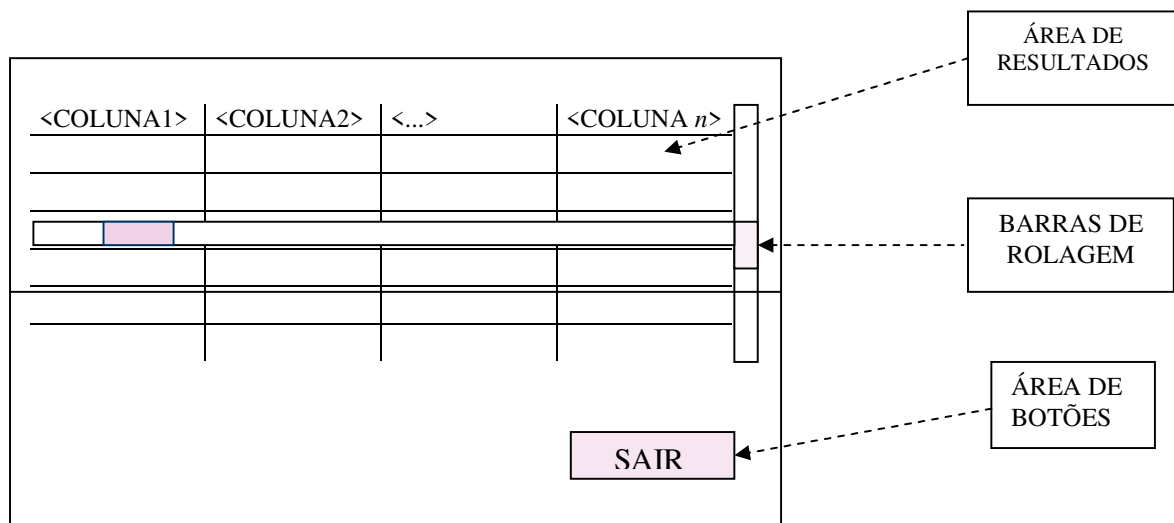 ÁREA DE
RESULTADOS
<COLUNA1> <COLUNA2> <...> <COLUNA n>
BARRAS DE
ROLAGEM
ÁREA DE
BOTÕES
SAIR